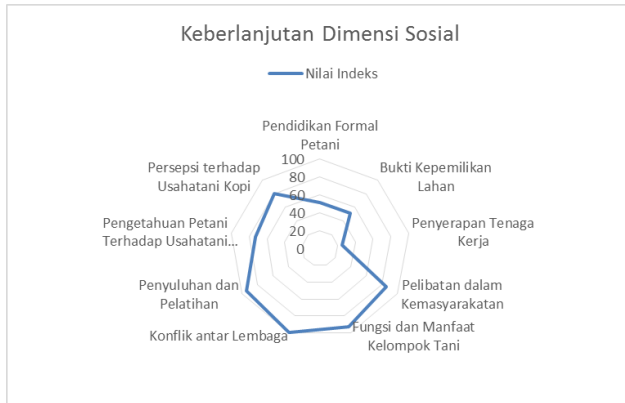 Keberlanjutan Dimensi Sosial
Nilai Indeks
Pendidikan Formal
Petani
Bukti Kepemilikan
Lahan
Penyerapan Tenaga
Kerja
Pelibatan dalam
Kemasyarakatan
Fungsi dan Manfaat
Kelompok Tani
Konflik antar Lembaga
Penyuluhan dan
Pelatihan
Pengetahuan Petani
Terhadap Usahatani...
Persepsi terhadap
Usahatani Kopi
100
80
60
40
20
0